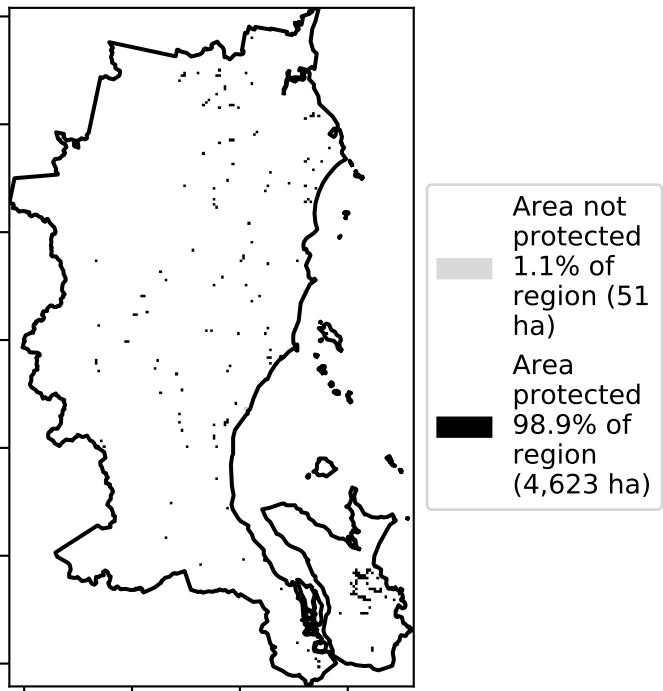 Area not
protected
1.1% of
region (51
ha)
Area
protected
98.9% of
region
(4,623 ha)